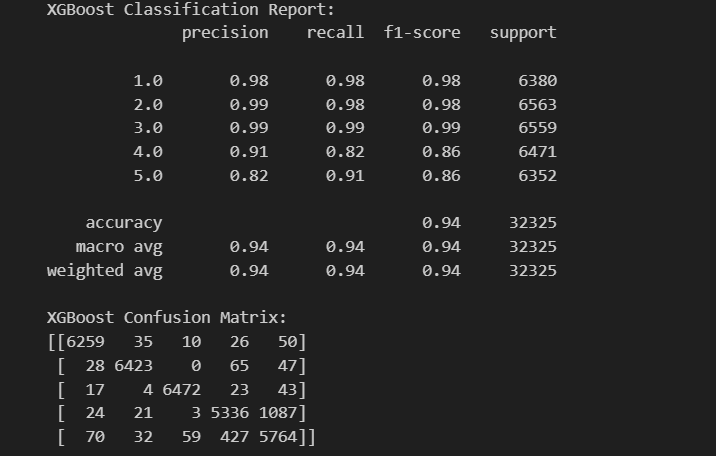 XGBoost Classification Report:
precision recall f1-score support
1.0 0.98 0.98 0.98 6380
2.0 0.99 0.98 0.98 6563
3.0 0.99 0.99 0.99 6559
4.0 0.91 0.82 0.86 6471
5.0 0.82 0.91 0.86 6352
accuracy 0.94 32325
macro avg 0.94 0.94 0.94 32325
weighted avg 0.94 0.94 0.94 32325
XGBoost Confusion Matrix:
[[6259 35 10 26 50]
[ 28 6423 0 65 47]
[ 17 4 6472 23 43]
[ 24 21 3 5336 1087]
[ 70 32 59 427 5764]]